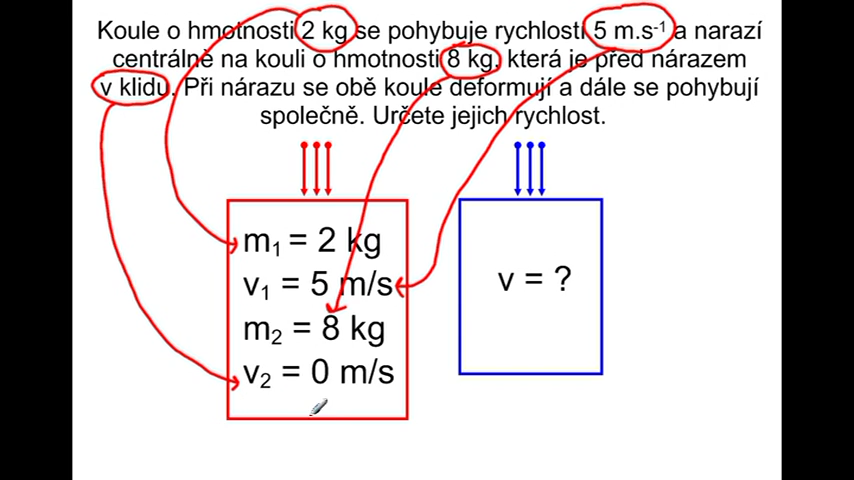 Koule o hmotnosti 2 kg se pohybuje rychlostí 5 m.s⁻¹ a narazí
centrálně na kouli o hmotnosti 8 kg, která je před nárazem
v klidu. Při nárazu se obě koule deformují a dále se pohybují
společně. Určete jejich rychlost.
m₁ = 2 kg
v₁ = 5 m/s
m₂ = 8 kg
v₂ = 0 m/s
v = ?